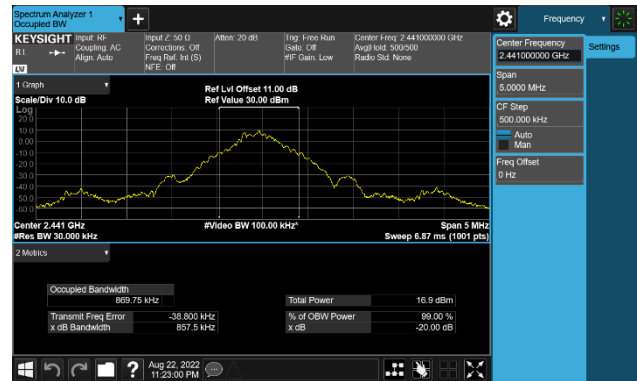 Spectrum Analyzer 1
Occupied BW
+
Frequency
KEYSIGHT
RL
LXI
Input: RF
Coupling: AC
Align: Auto
Input Z: 50 Ω
Corrections: Off
Freq Ref: Int (S)
NFE: Off
Atten: 20 dB
Trig: Free Run
Gate: Off
#IF Gain: Low
Center Freq: 2.441000000 GHz
Avg|Hold: 500/500
Radio Std: None
Center Frequency
2.441000000 GHz
Settings
Span
5.0000 MHz
CF Step
500.000 kHz
Auto
Man
Freq Offset
0 Hz
1 Graph
Scale/Div 10.0 dB
Ref Lvl Offset 11.00 dB
Ref Value 30.00 dBm
Log
20.0
10.0
0.00
-10.0
-20.0
-30.0
-40.0
-50.0
-60.0
Center 2.441 GHz
#Res BW 30.000 kHz
#Video BW 100.00 kHz*
Span 5 MHz
Sweep 6.87 ms (1001 pts)
2 Metrics
Occupied Bandwidth
869.75 kHz
Total Power 16.9 dBm
Transmit Freq Error -38.800 kHz
% of OBW Power 99.00 %
x dB Bandwidth 857.5 kHz
x dB -20.00 dB
?
Aug 22, 2022
11:23:00 PM